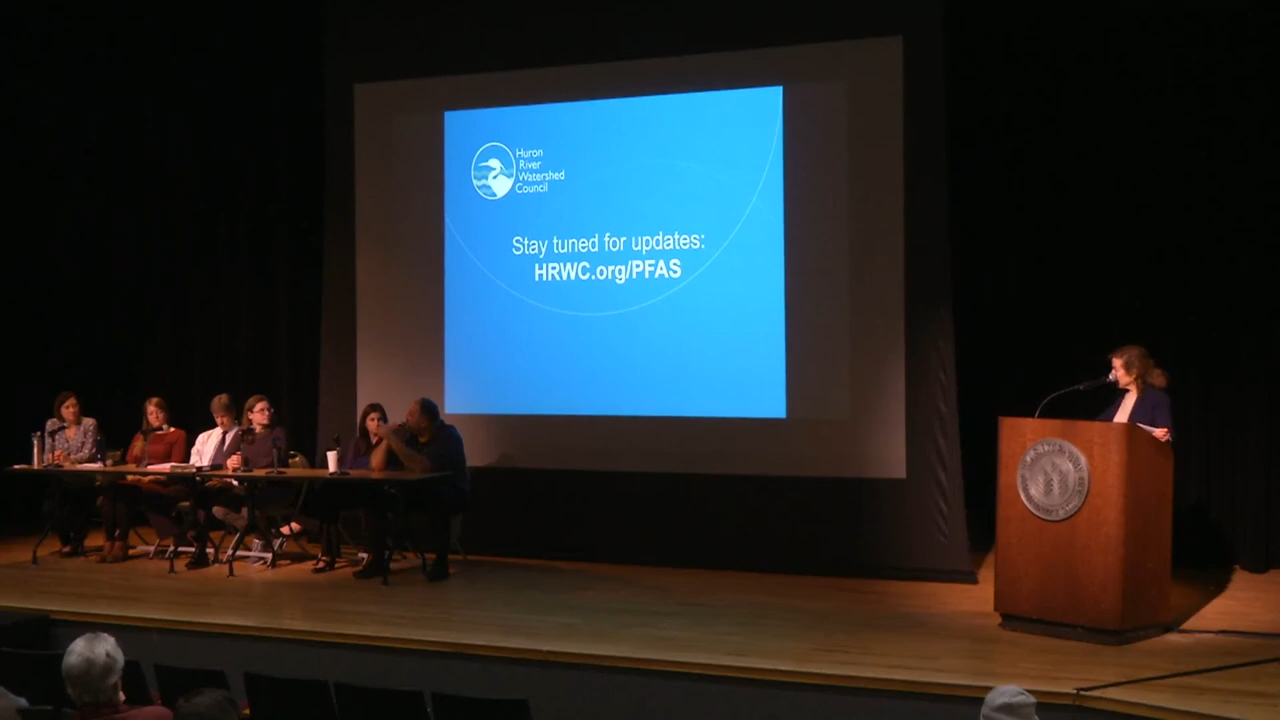 Huron
River
Watershed
Council
Stay tuned for updates:
HRWC.org/PFAS